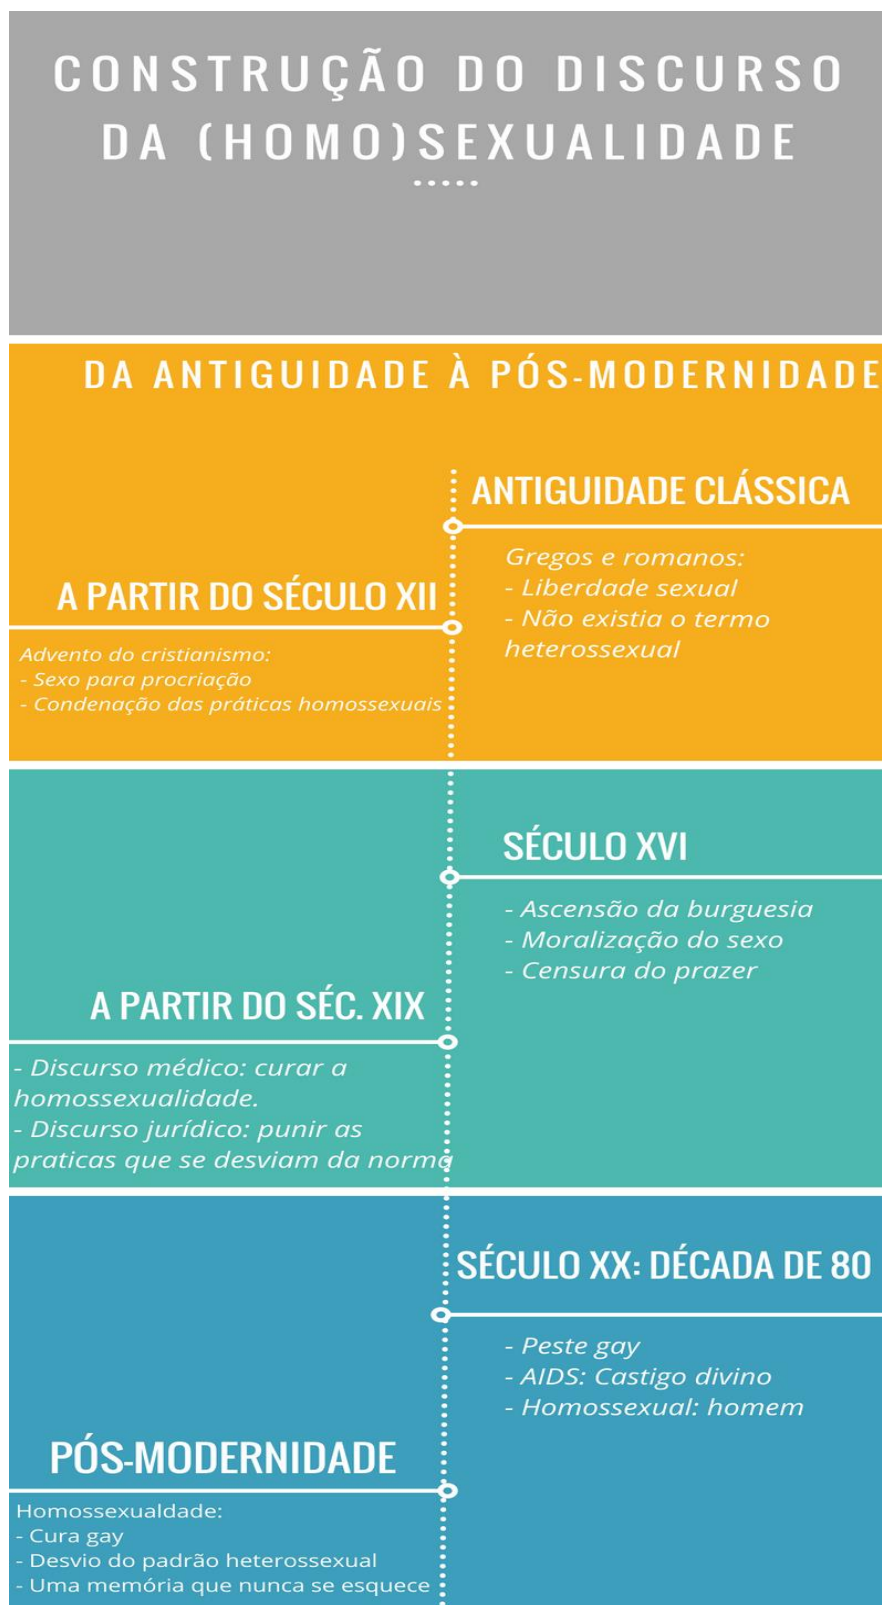 CONSTRUÇÃO DO DISCURSO
DA (HOMO)SEXUALIDADE
DA ANTIGUIDADE À PÓS-MODERNIDADE
ANTIGUIDADE CLÁSSICA
Gregos e romanos:
- Liberdade sexual
- Não existia o termo
heterossexual
A PARTIR DO SÉCULO XII
Advento do cristianismo:
- Sexo para procriação
- Condenação das práticas homossexuais
SÉCULO XVI
- Ascensão da burguesia
- Moralização do sexo
- Censura do prazer
A PARTIR DO SÉC. XIX
- Discurso médico: curar a
homossexualidade.
- Discurso jurídico: punir as
praticas que se desviam da norma
SÉCULO XX: DÉCADA DE 80
- Peste gay
- AIDS: Castigo divino
- Homossexual: homem
PÓS-MODERNIDADE
Homossexualdade:
- Cura gay
- Desvio do padrão heterossexual
- Uma memória que nunca se esquece